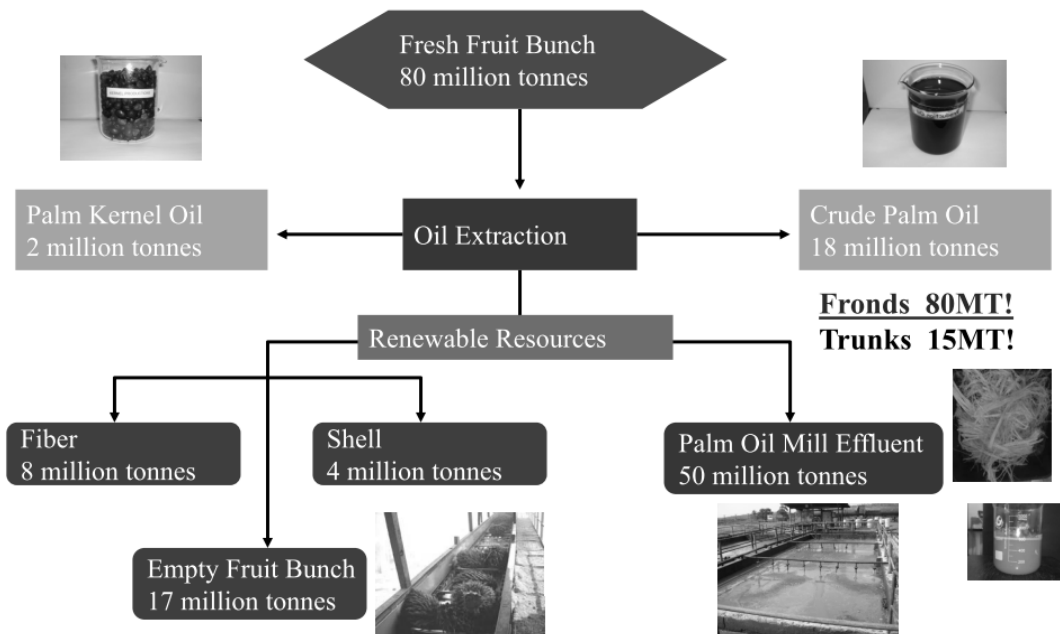 Fresh Fruit Bunch
80 million tonnes
Palm Kernel Oil
2 million tonnes
Oil Extraction
Crude Palm Oil
18 million tonnes
Fronds 80MT!
Trunks 15MT!
Renewable Resources
Fiber
8 million tonnes
Shell
4 million tonnes
Palm Oil Mill Effluent
50 million tonnes
Empty Fruit Bunch
17 million tonnes